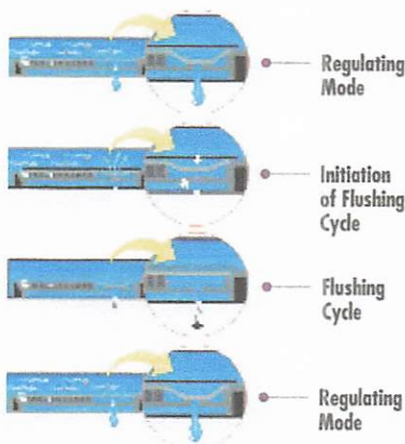 Regulating
Mode
Initiation
of Flushing
Cycle
Flushing
Cycle
Regulating
Mode